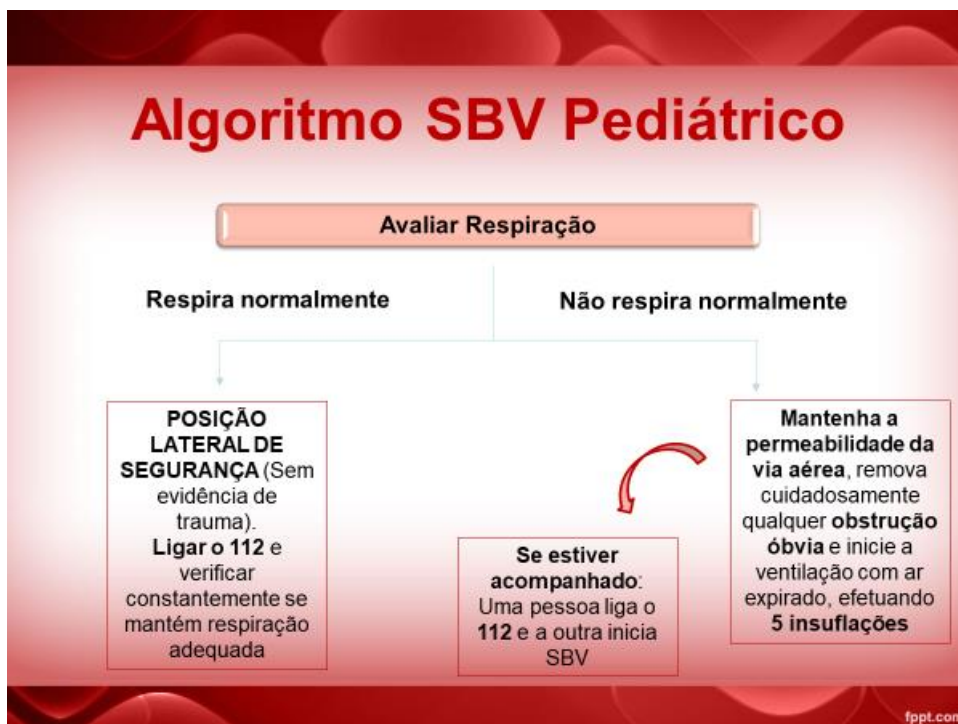 Algoritmo SBV Pediátrico
Avaliar Respiração
Respira normalmente
Não respira normalmente
POSIÇÃO
LATERAL DE
SEGURANÇA (Sem
evidência de
trauma).
Ligar o 112 e
verificar
constantemente se
mantém respiração
adequada
Se estiver
acompanhado:
Uma pessoa liga o
112 e a outra inicia
SBV
Mantenha a
permeabilidade da
via aérea, remova
cuidadosamente
qualquer obstrução
óbvia e inicie a
ventilação com ar
expirado, efetuando
5 insuflações
fppt.com